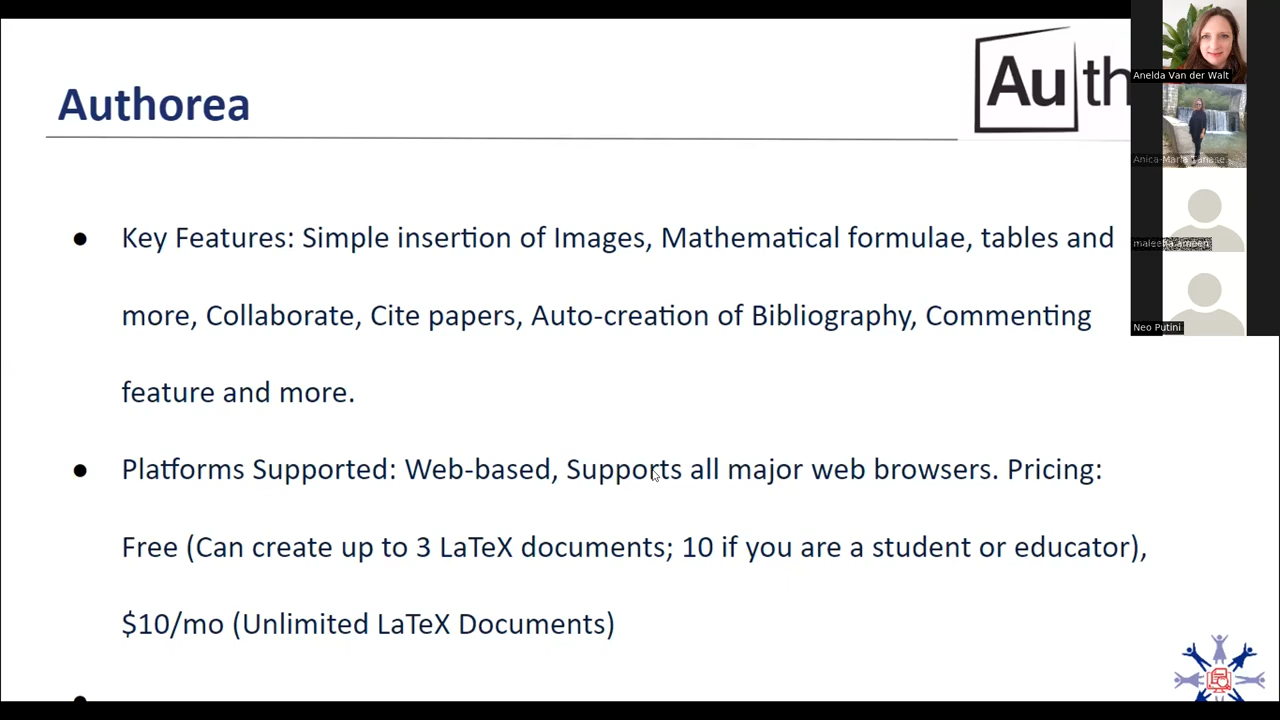 Authorea
Auth
Anelda Van der Walt
Anica-Maria Tanase
Neo Putini
● Key Features: Simple insertion of Images, Mathematical formulae, tables and
more, Collaborate, Cite papers, Auto-creation of Bibliography, Commenting
feature and more.
● Platforms Supported: Web-based, Supports all major web browsers. Pricing:
Free (Can create up to 3 LaTeX documents; 10 if you are a student or educator),
$10/mo (Unlimited LaTeX Documents)